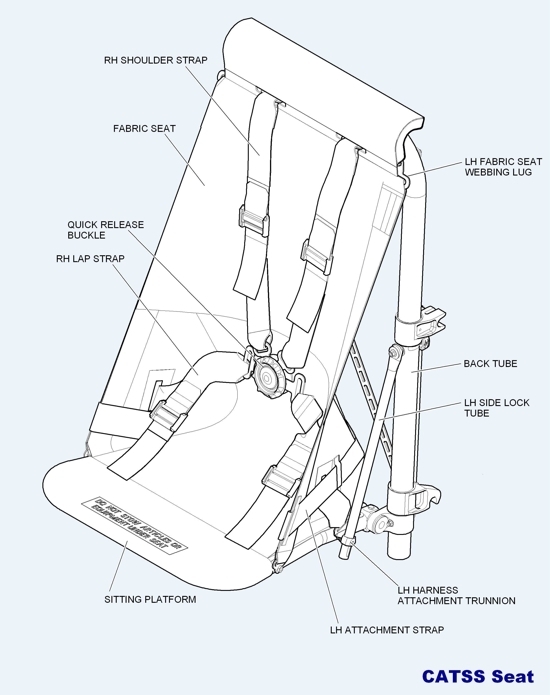 RH SHOULDER STRAP
FABRIC SEAT
LH FABRIC SEAT
WEBBING LUG
QUICK RELEASE
BUCKLE
RH LAP STRAP
BACK TUBE
LH SIDE LOCK
TUBE
DO NOT STOW ARTICLES OR
EQUIPMENT UNDER SEAT
SITTING PLATFORM
LH HARNESS
ATTACHMENT TRUNNION
LH ATTACHMENT STRAP
CATSS Seat